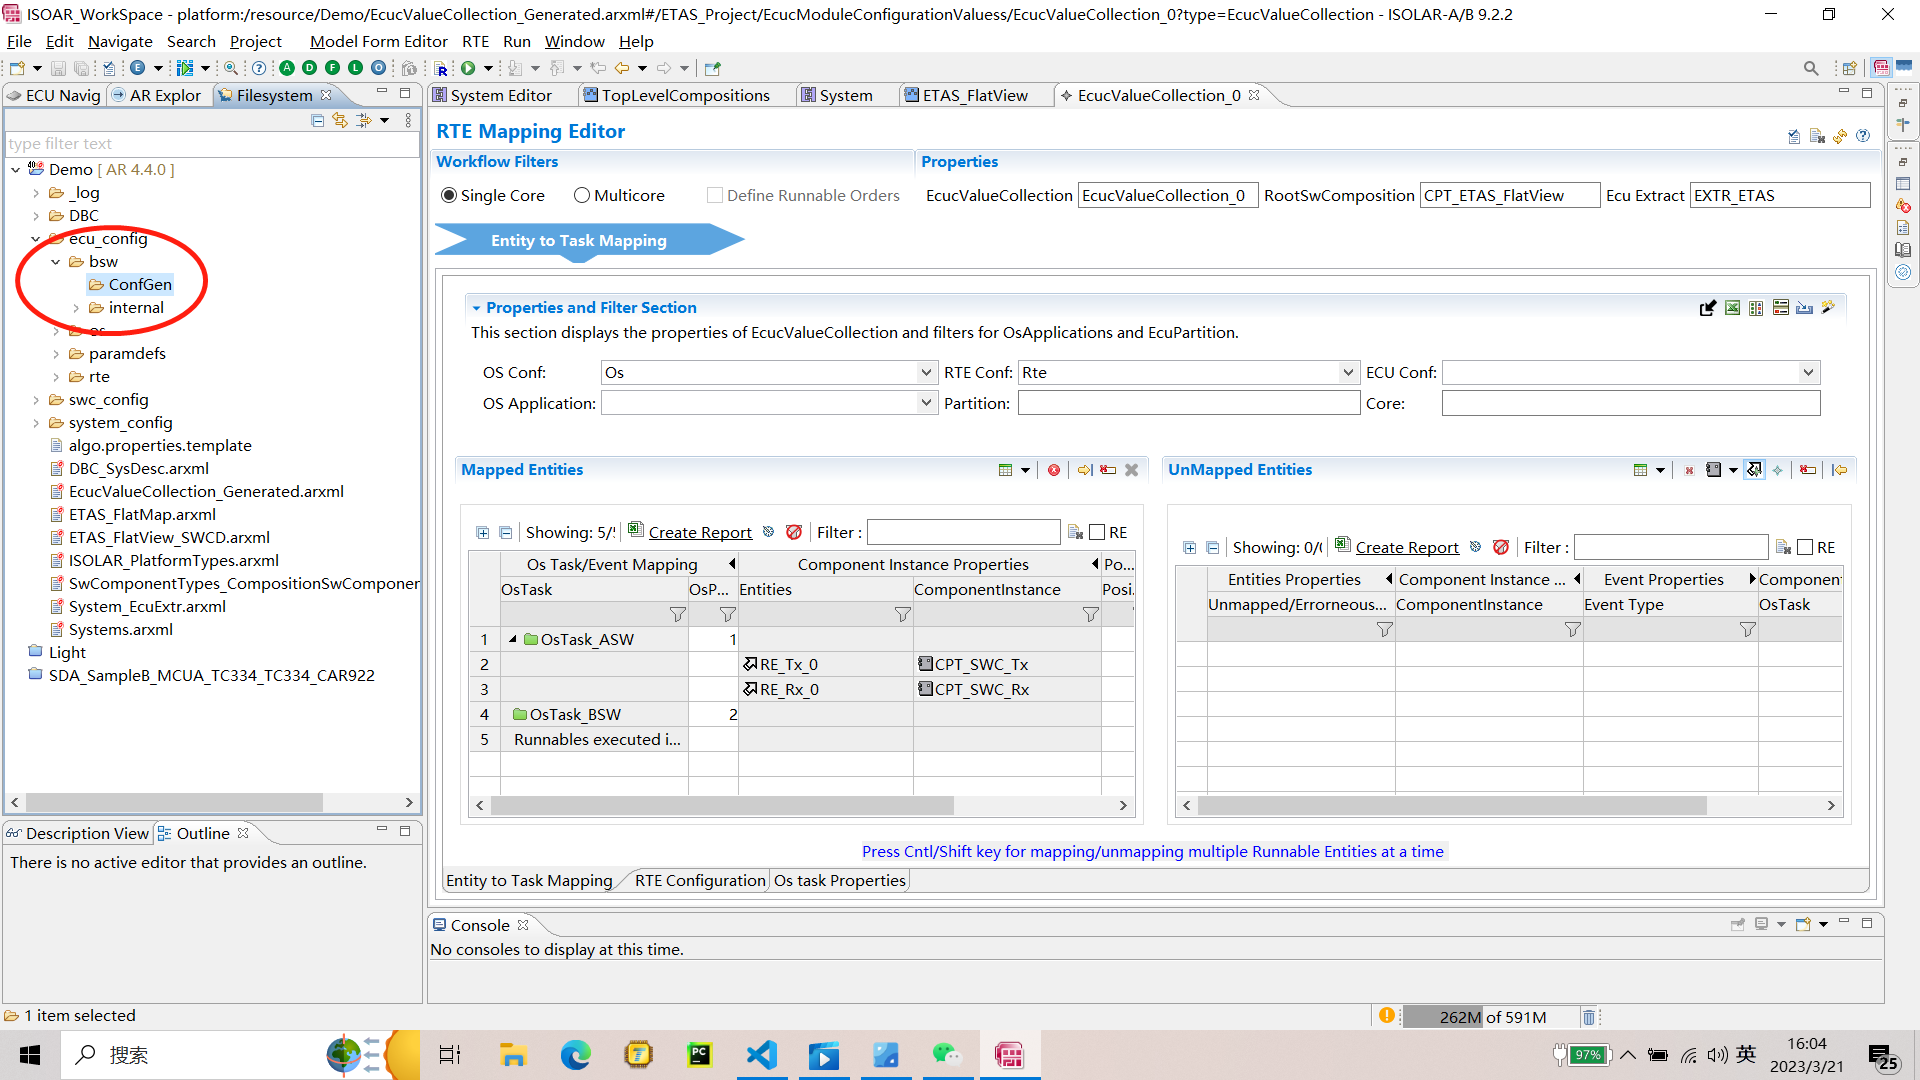 ISOAR_WorkSpace - platform:/resource/Demo/EcucValueCollection_Generated.arxml#/ETAS_Project/EcucModuleConfigurationValuess/EcucValueCollection_0?type=EcucValueCollection - ISOLAR-A/B 9.2.2
File Edit Navigate Search Project Model Form Editor RTE Run Window Help
ECU Navig AR Explor Filesystem
System Editor TopLevelCompositions System ETAS_FlatView EcucValueCollection_0
type filter text
Demo [ AR 4.4.0 ]
_log
DBC
ecu_config
bsw
ConfGen
internal
os
paramdefs
rte
swc_config
system_config
algo.properties.template
DBC_SysDesc.arxml
EcucValueCollection_Generated.arxml
ETAS_FlatMap.arxml
ETAS_FlatView_SWCD.arxml
ISOLAR_PlatformTypes.arxml
SwComponentTypes_CompositionSwComponen
System_EcuExtr.arxml
Systems.arxml
Light
SDA_SampleB_MCUA_TC334_TC334_CAR922
Description View Outline
There is no active editor that provides an outline.
RTE Mapping Editor
Workflow Filters Properties
Single Core Multicore Define Runnable Orders EcucValueCollection EcucValueCollection_0 RootSwComposition CPT_ETAS_FlatView Ecu Extract EXTR_ETAS
Entity to Task Mapping
Properties and Filter Section
This section displays the properties of EcucValueCollection and filters for OsApplications and EcuPartition.
OS Conf: Os RTE Conf: Rte ECU Conf:
OS Application: Partition: Core:
Mapped Entities
Showing: 5/ Create Report Filter : RE
Os Task/Event Mapping Component Instance Properties Po...
OsTask OsP... Entities ComponentInstance Posi.
1 OsTask_ASW 1
2 RE_Tx_0 CPT_SWC_Tx
3 RE_Rx_0 CPT_SWC_Rx
4 OsTask_BSW 2
5 Runnables executed i...
UnMapped Entities
Showing: 0/ Create Report Filter : RE
Entities Properties Component Instance ... Event Properties Component
Unmapped/Errorneous... ComponentInstance Event Type OsTask
Press Cntl/Shift key for mapping/unmapping multiple Runnable Entities at a time
Entity to Task Mapping RTE Configuration Os task Properties
Console
No consoles to display at this time.
1 item selected
262M of 591M
搜索
97% 英 16:04
2023/3/21
25